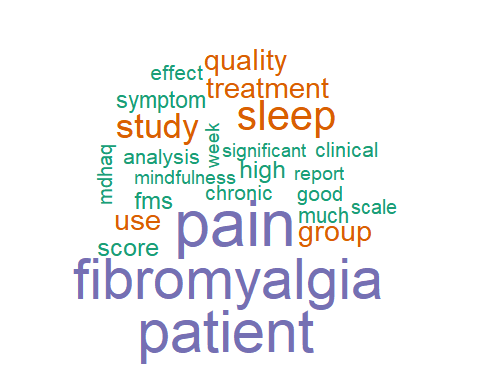 quality
effect
treatment
symptom
sleep
study
week
significant
clinical
analysis
mdhaq
high
report
mindfulness
chronic
good
fms
scale
much
use
pain
group
score
fibromyalgia
patient